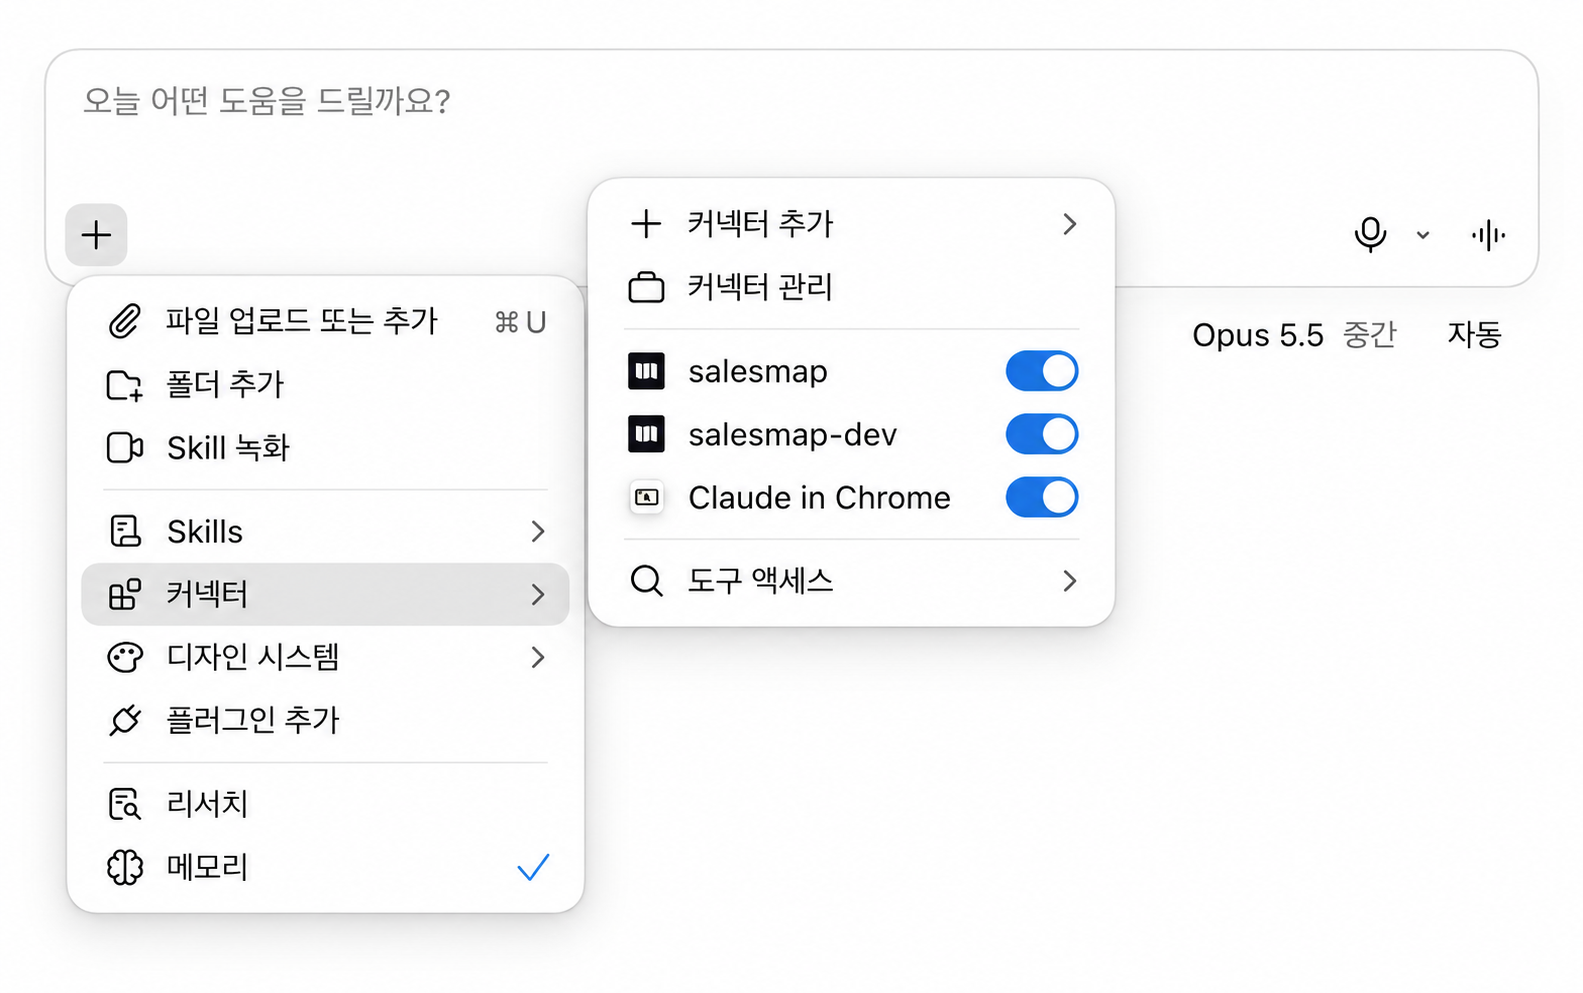 오늘 어떤 도움을 드릴까요?
Opus 5.5 중간 자동
파일 업로드 또는 추가 ⌘U
폴더 추가
Skill 녹화
Skills
커넥터
디자인 시스템
플러그인 추가
리서치
메모리
커넥터 추가
커넥터 관리
salesmap
salesmap-dev
Claude in Chrome
도구 액세스